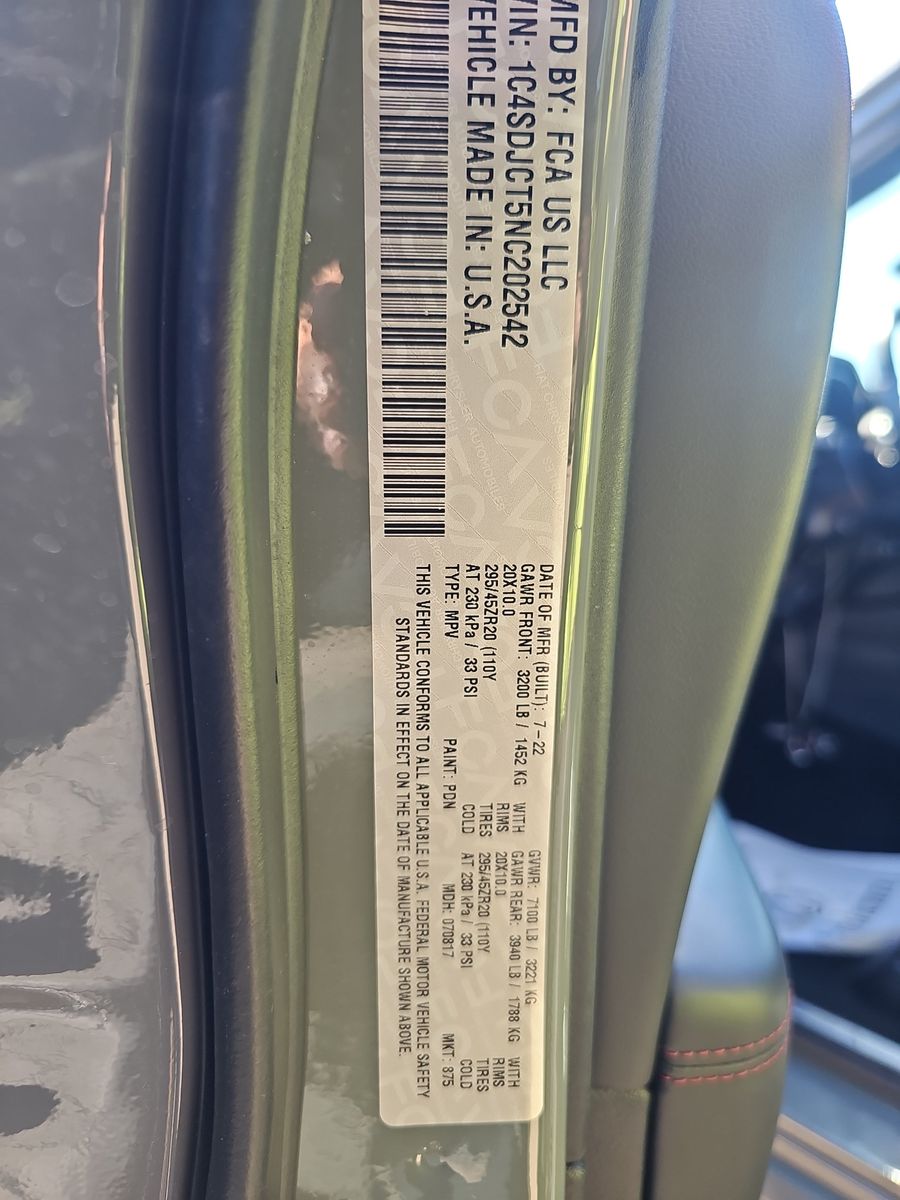 MFD BY: FCA US LLC
VIN: 1C4SDJCT5NC202542
VEHICLE MADE IN: U.S.A.
DATE OF MFR (BUILT): 7-22 GVWR: 7100 LB / 3221 KG
GAWR FRONT: 3200 LB / 1452 KG WITH GAWR REAR: 3940 LB / 1788 KG WITH
20X10.0 RIMS 20X10.0 RIMS
295/45ZR20 (110Y TIRES 295/45ZR20 (110Y TIRES
AT 230 kPa / 33 PSI COLD AT 230 kPa / 33 PSI COLD
TYPE: MPV PAINT: PDN MDH: 070817 MKT: 875
THIS VEHICLE CONFORMS TO ALL APPLICABLE U.S.A. FEDERAL MOTOR VEHICLE SAFETY
STANDARDS IN EFFECT ON THE DATE OF MANUFACTURE SHOWN ABOVE.